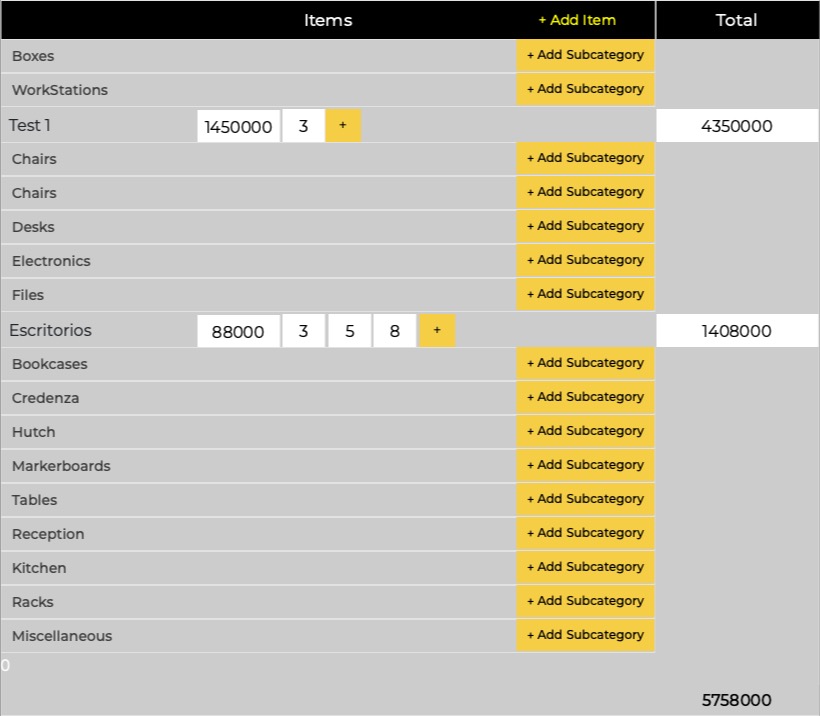 Items + Add Item Total
Boxes + Add Subcategory
WorkStations + Add Subcategory
Test 1 1450000 3 + 4350000
Chairs + Add Subcategory
Chairs + Add Subcategory
Desks + Add Subcategory
Electronics + Add Subcategory
Files + Add Subcategory
Escritorios 88000 3 5 8 + 1408000
Bookcases + Add Subcategory
Credenza + Add Subcategory
Hutch + Add Subcategory
Markerboards + Add Subcategory
Tables + Add Subcategory
Reception + Add Subcategory
Kitchen + Add Subcategory
Racks + Add Subcategory
Miscellaneous + Add Subcategory
0
5758000